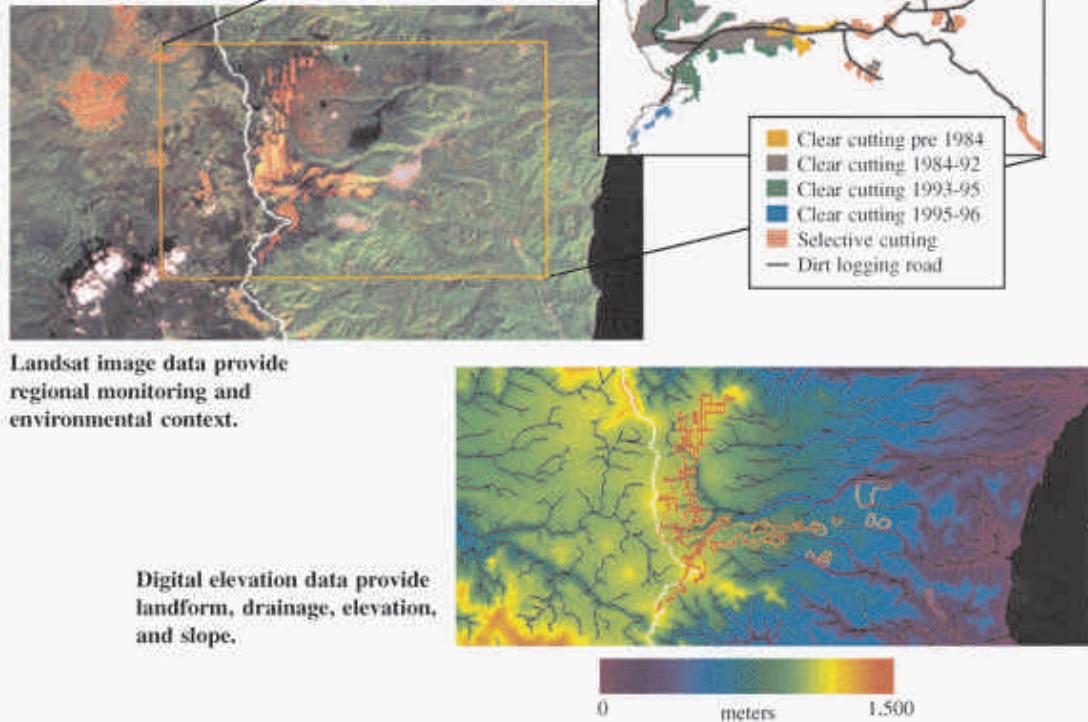 Clear cutting pre 1984
Clear cutting 1984-92
Clear cutting 1993-95
Clear cutting 1995-96
Selective cutting
Dirt logging road
Landsat image data provide
regional monitoring and
environmental context.
Digital elevation data provide
landform, drainage, elevation,
and slope.
0 meters 1,500